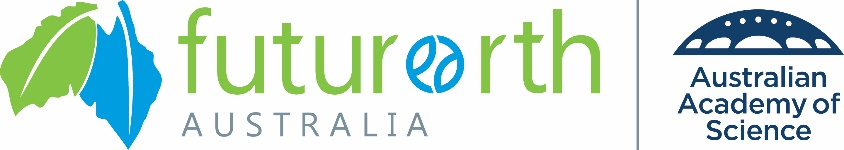 futurearth
AUSTRALIA
Australian
Academy of
Science